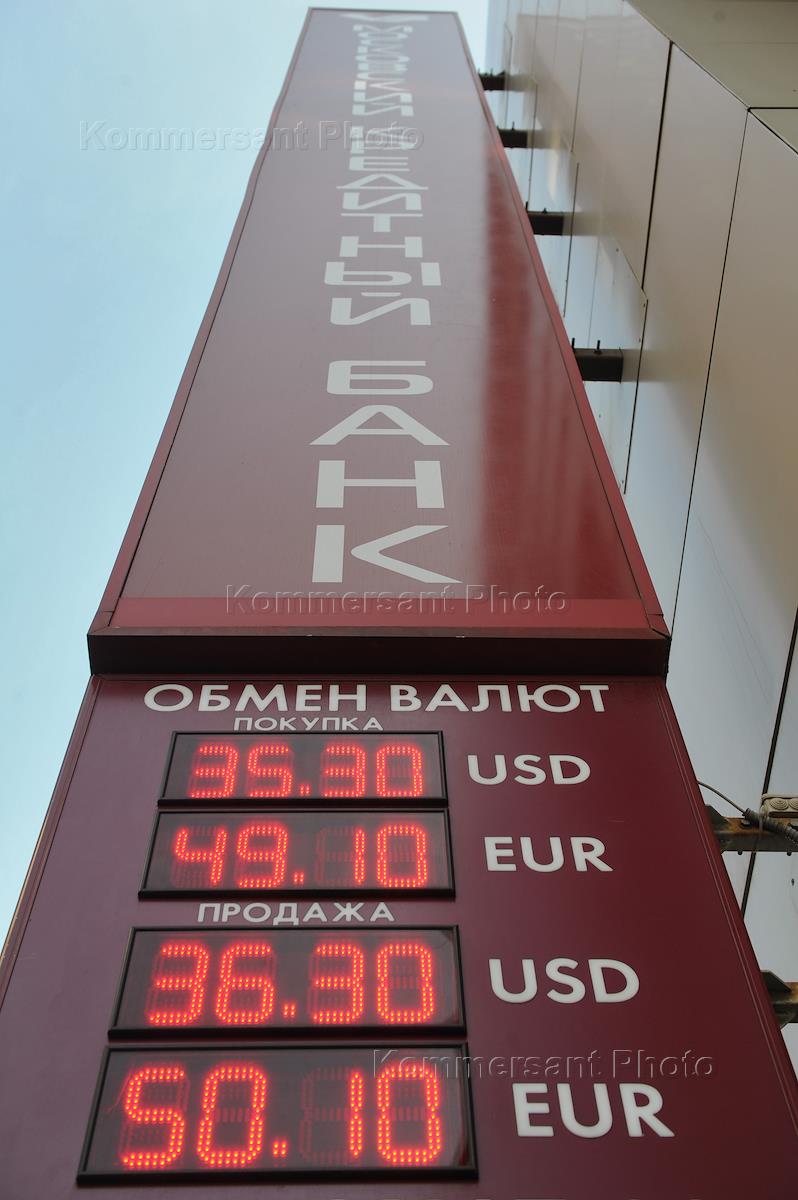 МОСКОВСКИЙ КРЕДИТНЫЙ БАНК
Kommersant Photo
Kommersant Photo
ОБМЕН ВАЛЮТ
ПОКУПКА
35.30 USD
49.10 EUR
ПРОДАЖА
36.30 USD
50.10 EUR
Kommersant Photo